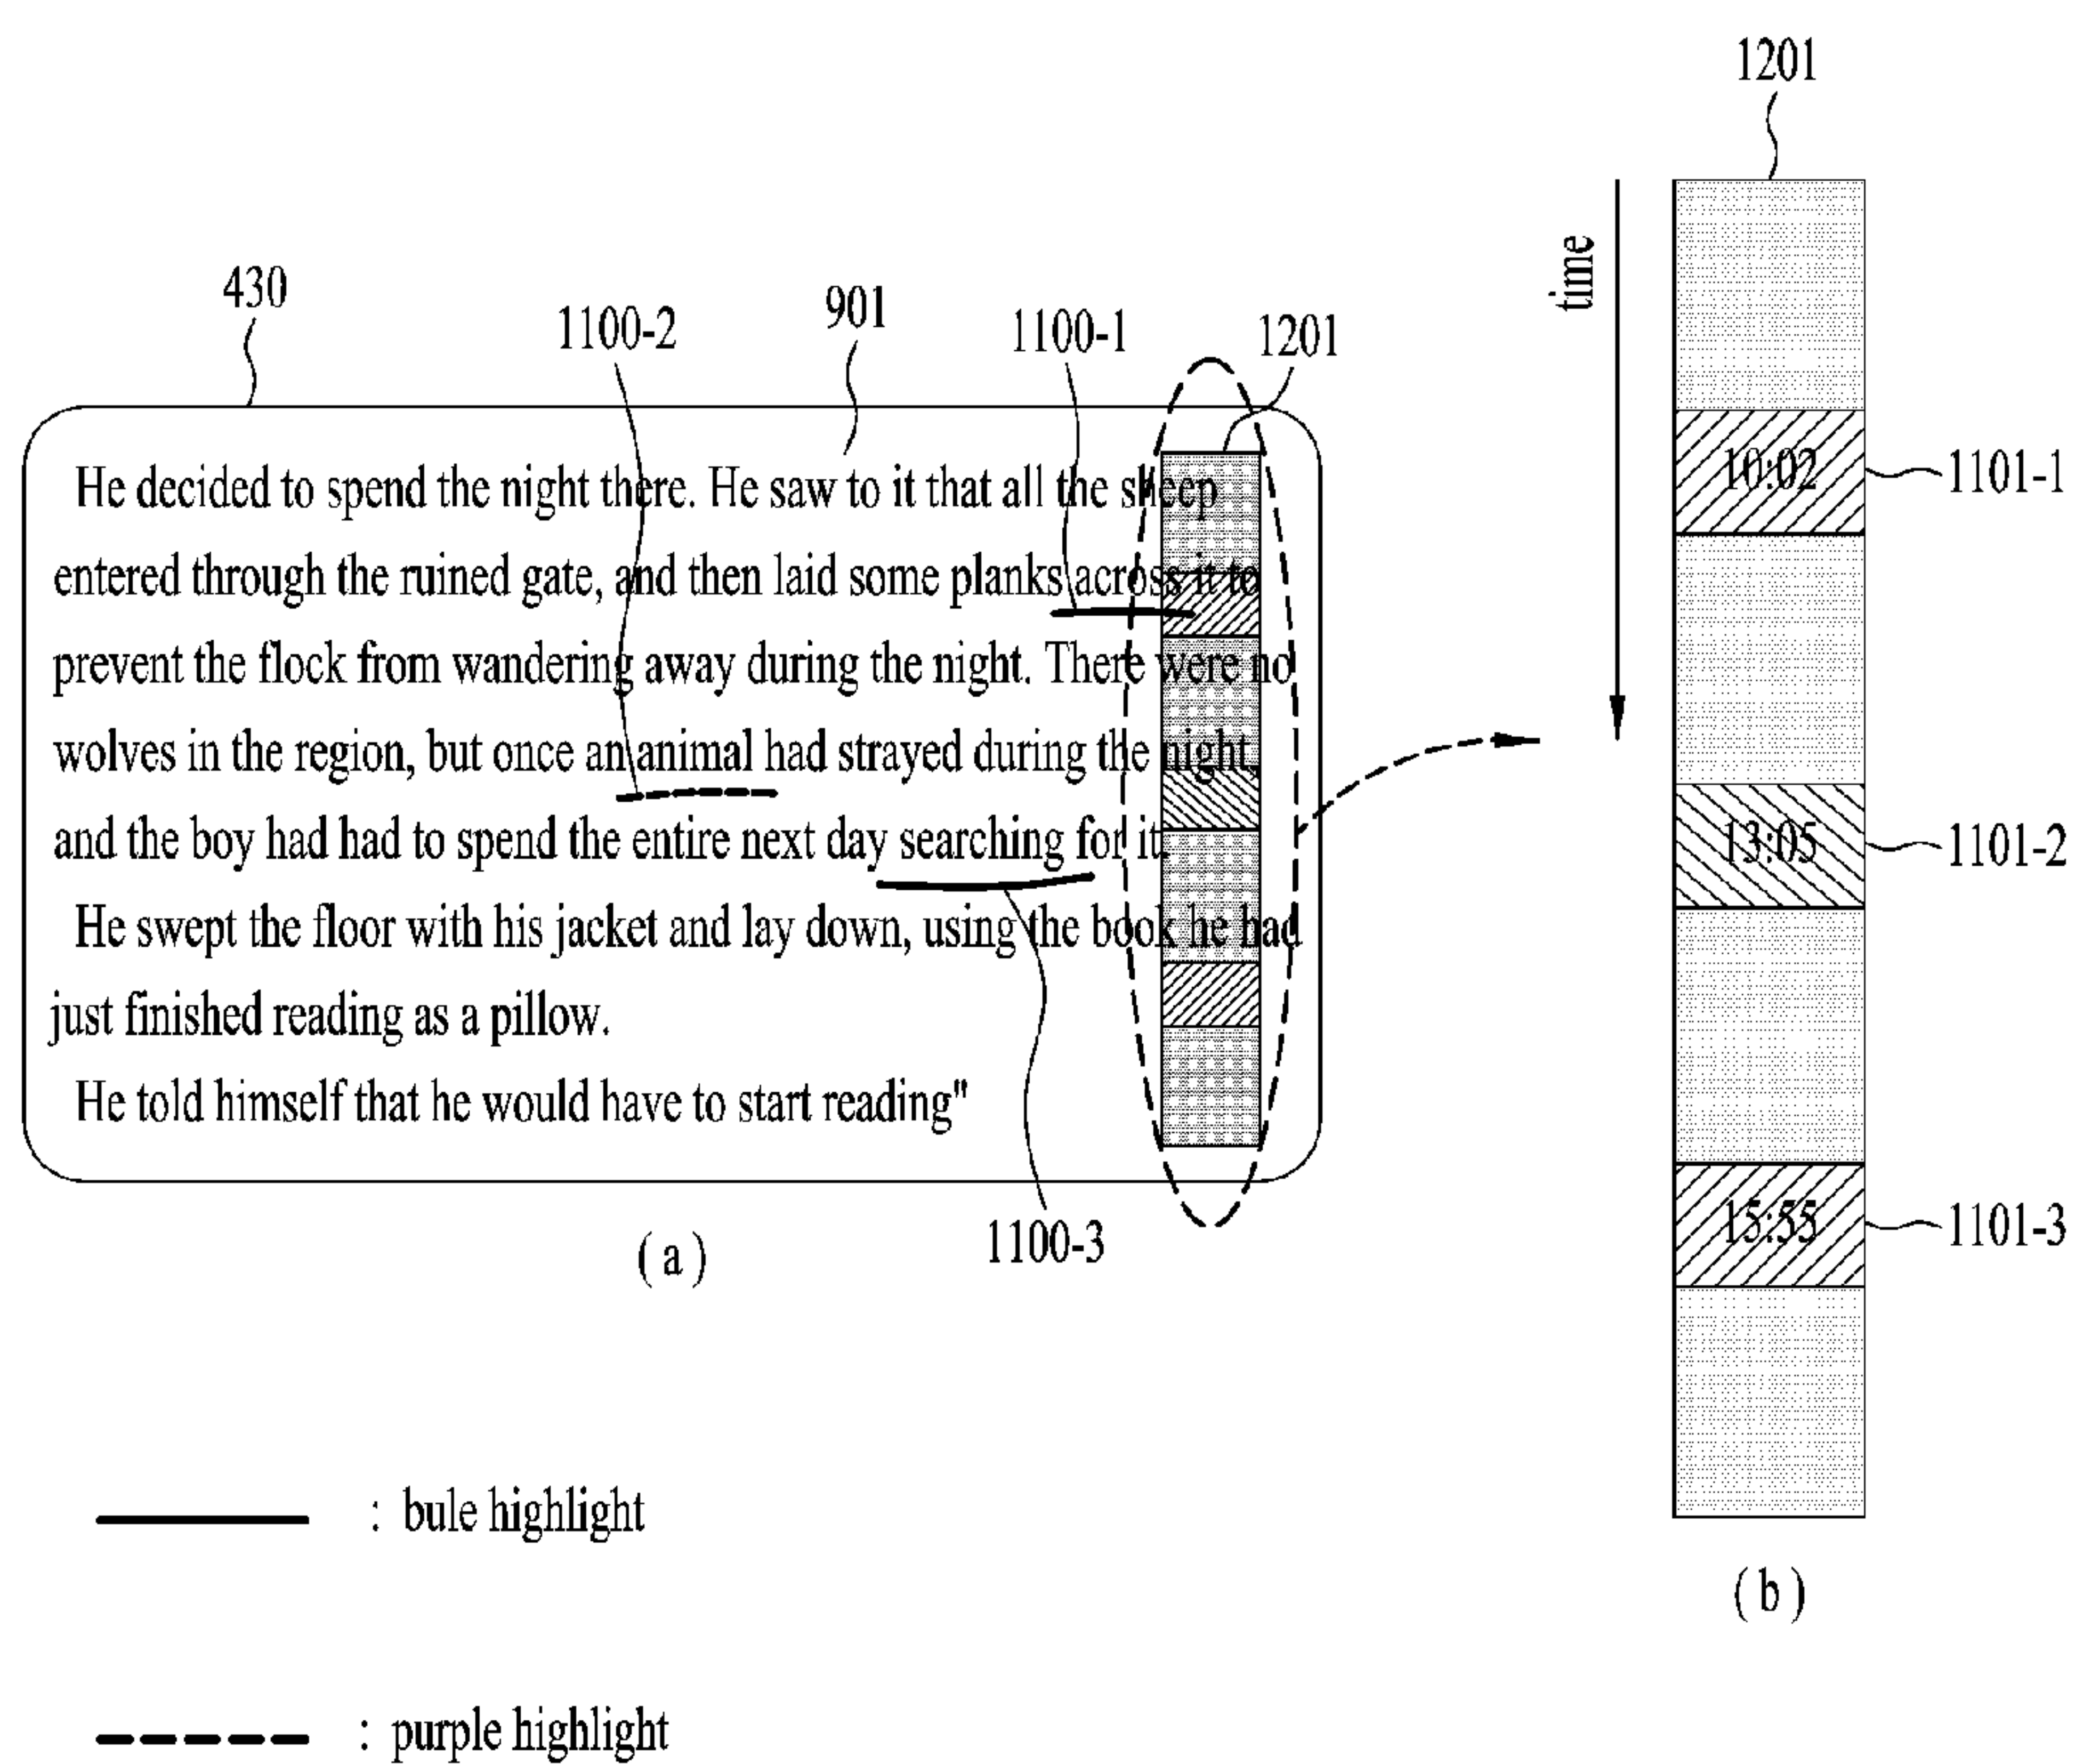 1201
time
430
1100-2
901
1100-1
1201
He decided to spend the night there. He saw to it that all the sheep
entered through the ruined gate, and then laid some planks across it to
prevent the flock from wandering away during the night. There were no
wolves in the region, but once an animal had strayed during the night,
and the boy had had to spend the entire next day searching for it.
He swept the floor with his jacket and lay down, using the book he had
just finished reading as a pillow.
He told himself that he would have to start reading"
1100-3
(a)
10:02
1101-1
13:05
1101-2
15:55
1101-3
(b)
: bule highlight
: purple highlight